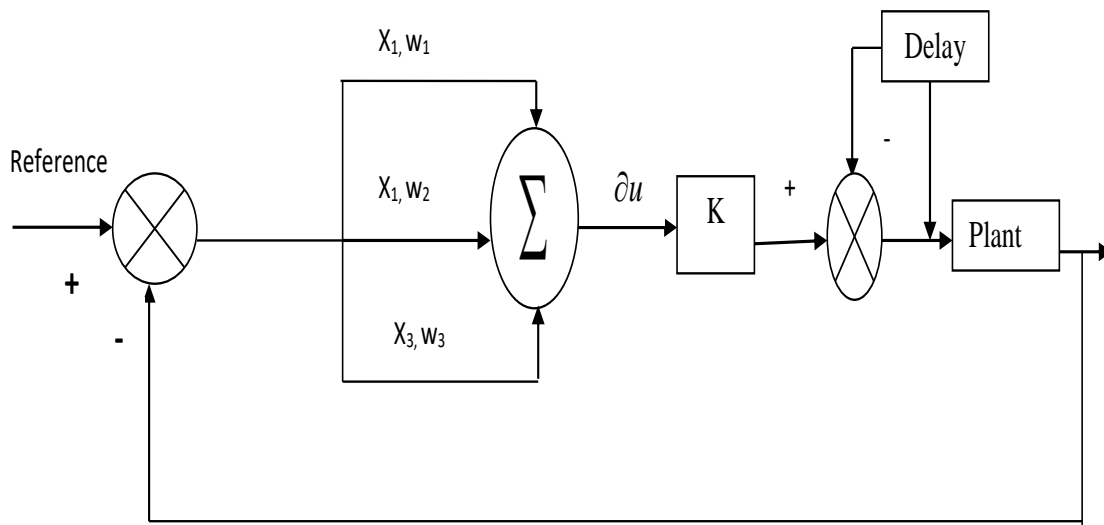 X₁, w₁
Delay
Reference
X₁, w₂
∑
∂u
K
+
-
Plant
+
-
X₃, w₃